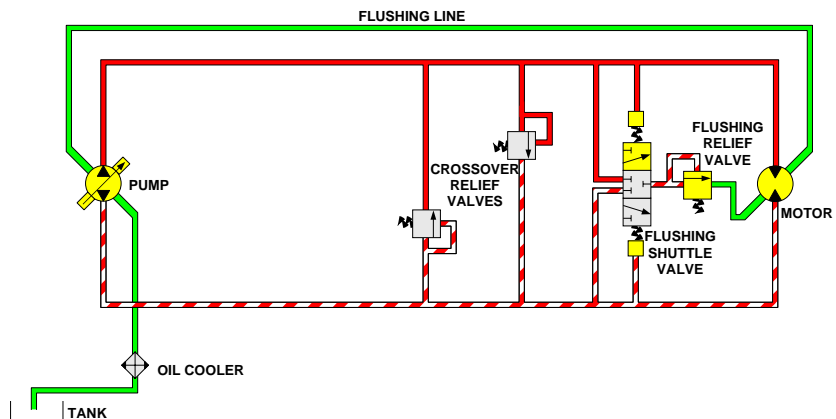 FLUSHING LINE
FLUSHING
RELIEF
VALVE
CROSSOVER
RELIEF
VALVES
PUMP
MOTOR
FLUSHING
SHUTTLE
VALVE
OIL COOLER
TANK